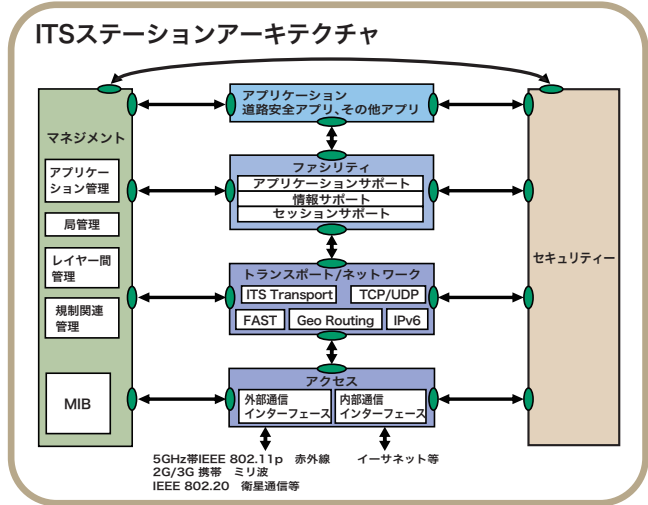 ITSステーションアーキテクチャ
アプリケーション
道路安全アプリ、その他アプリ
マネジメント
アプリケー
ション管理
局管理
レイヤー間
管理
規制関連
管理
MIB
ファシリティ
アプリケーションサポート
情報サポート
セッションサポート
トランスポート/ネットワーク
ITS Transport
TCP/UDP
FAST
Geo Routing
IPv6
アクセス
外部通信
インターフェース
内部通信
インターフェース
セキュリティー
5GHz帯IEEE 802.11p 赤外線
2G/3G 携帯 ミリ波
IEEE 802.20 衛星通信等
イーサネット等